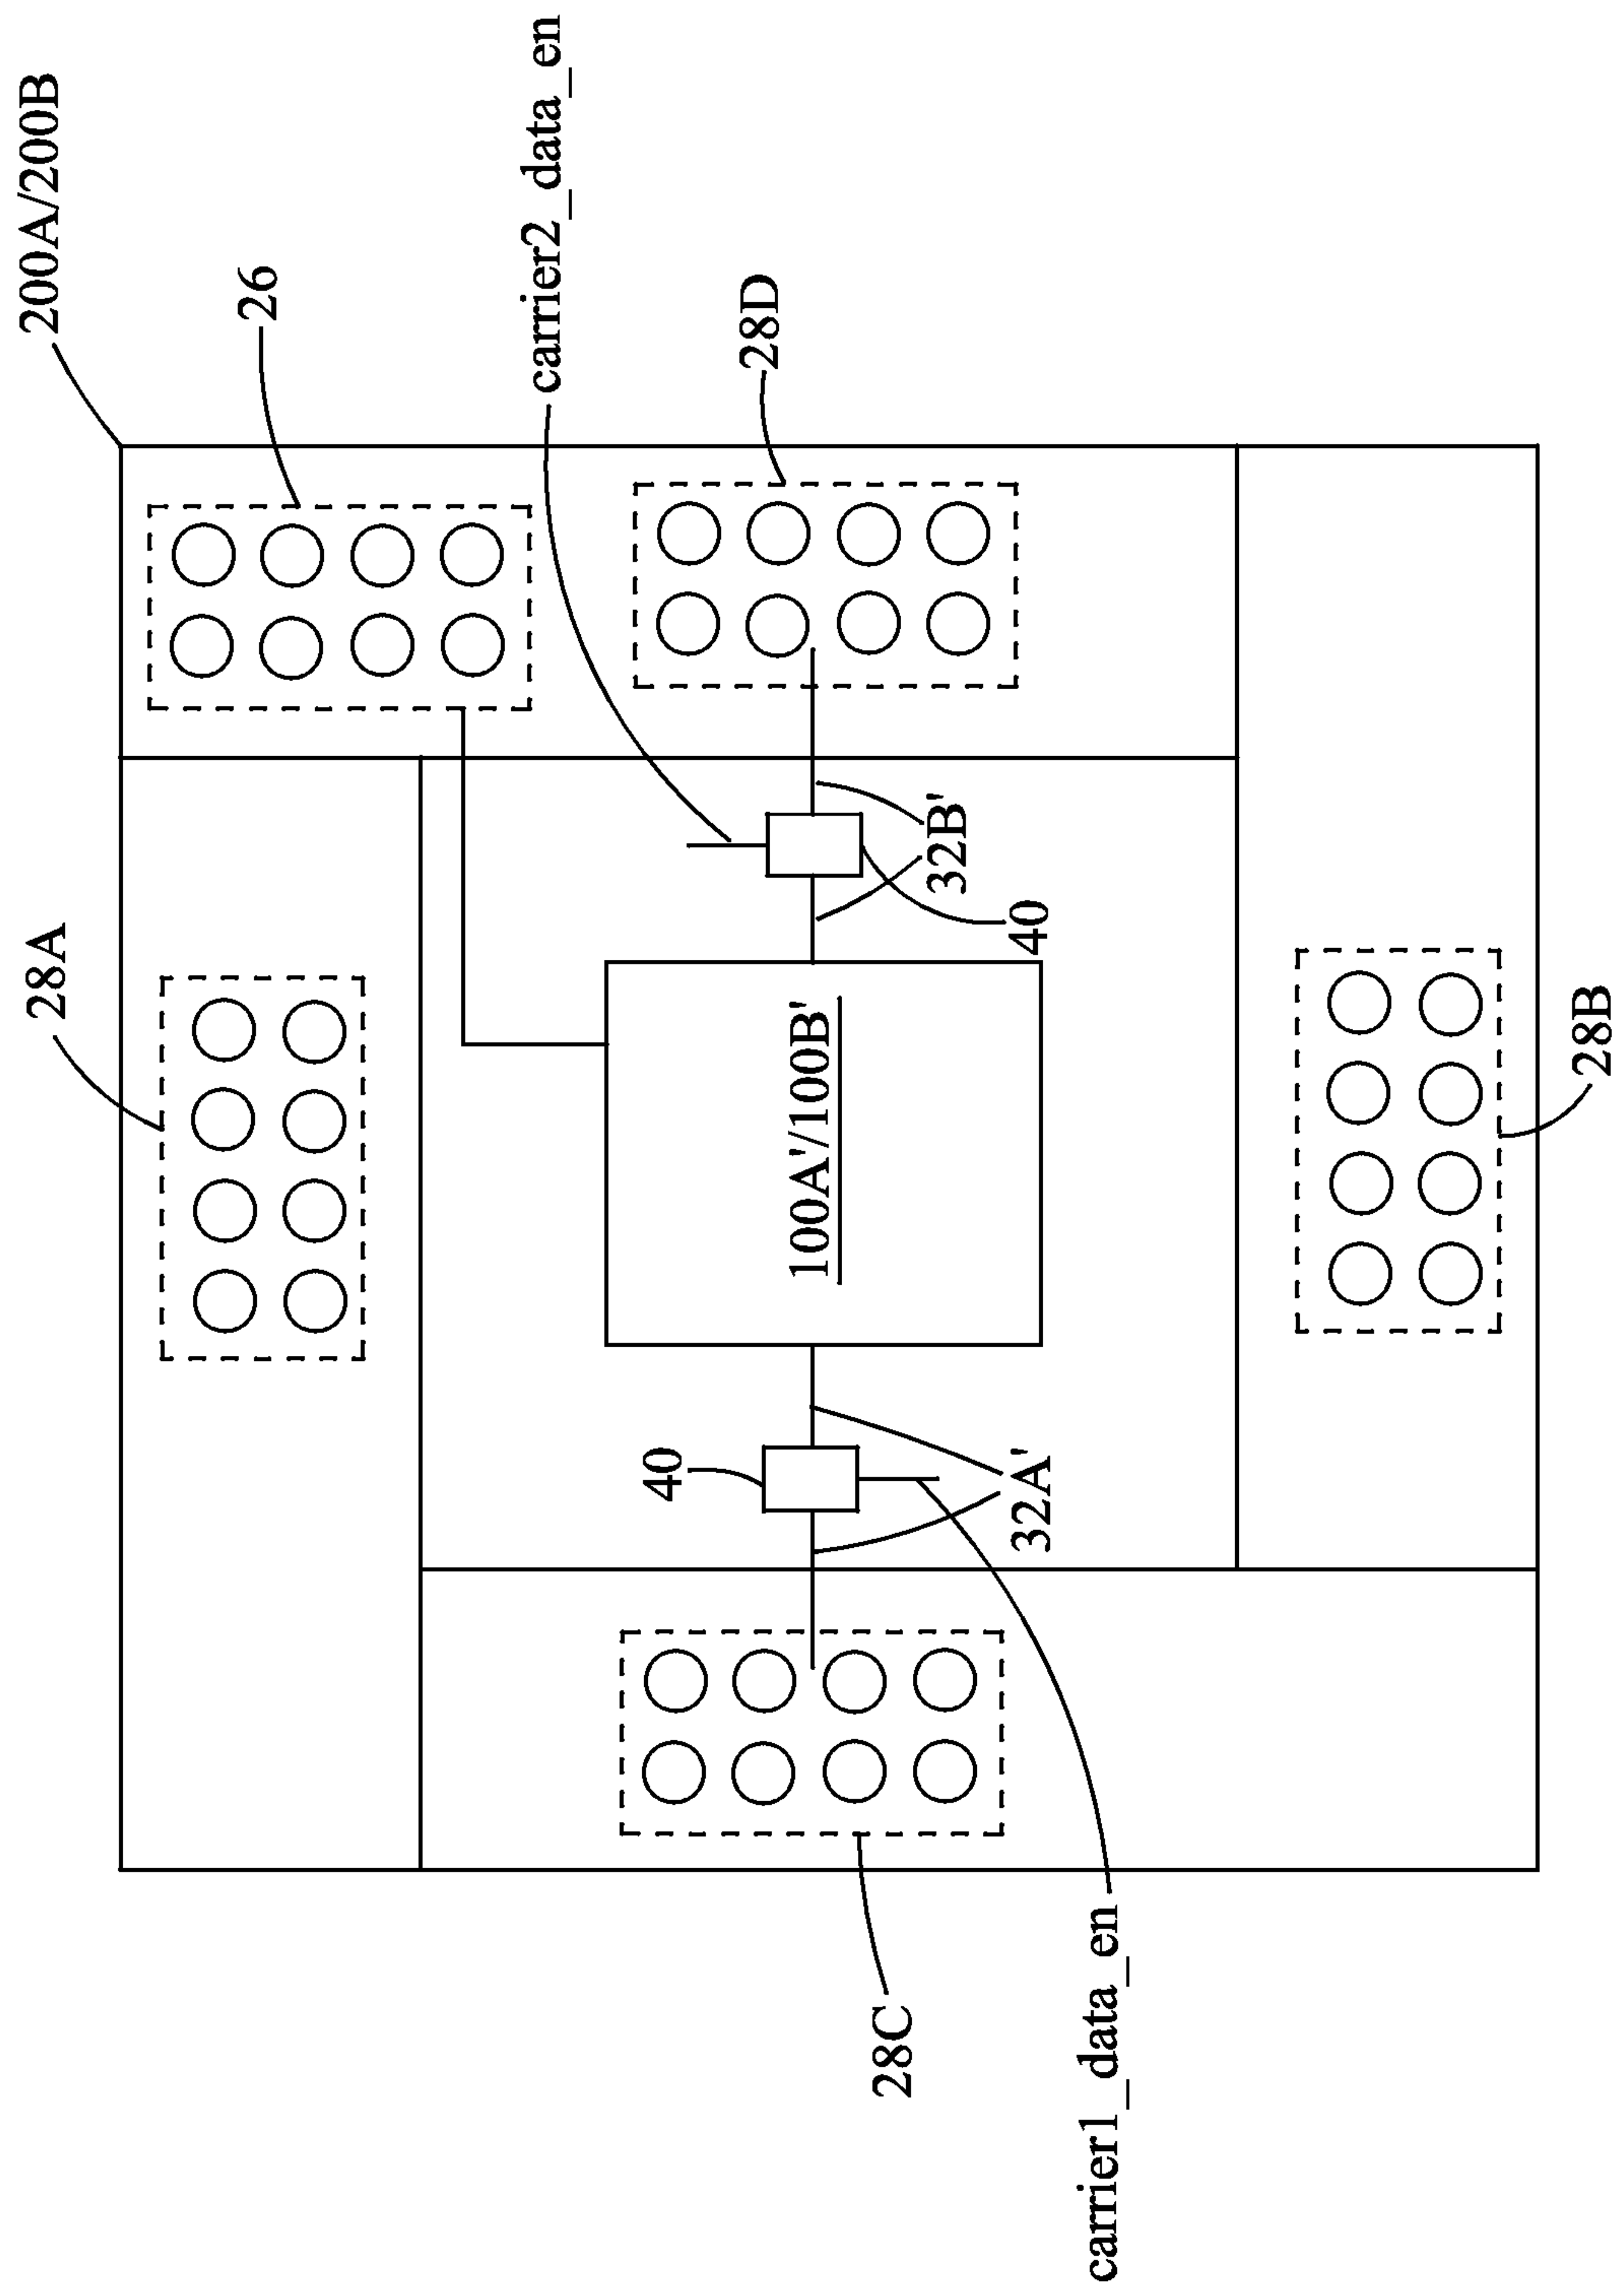 200A/200B
26
carrier2_data_en
28D
28A
32B'
40
100A'/100B'
28B
40
32A'
28C
carrier1_data_en